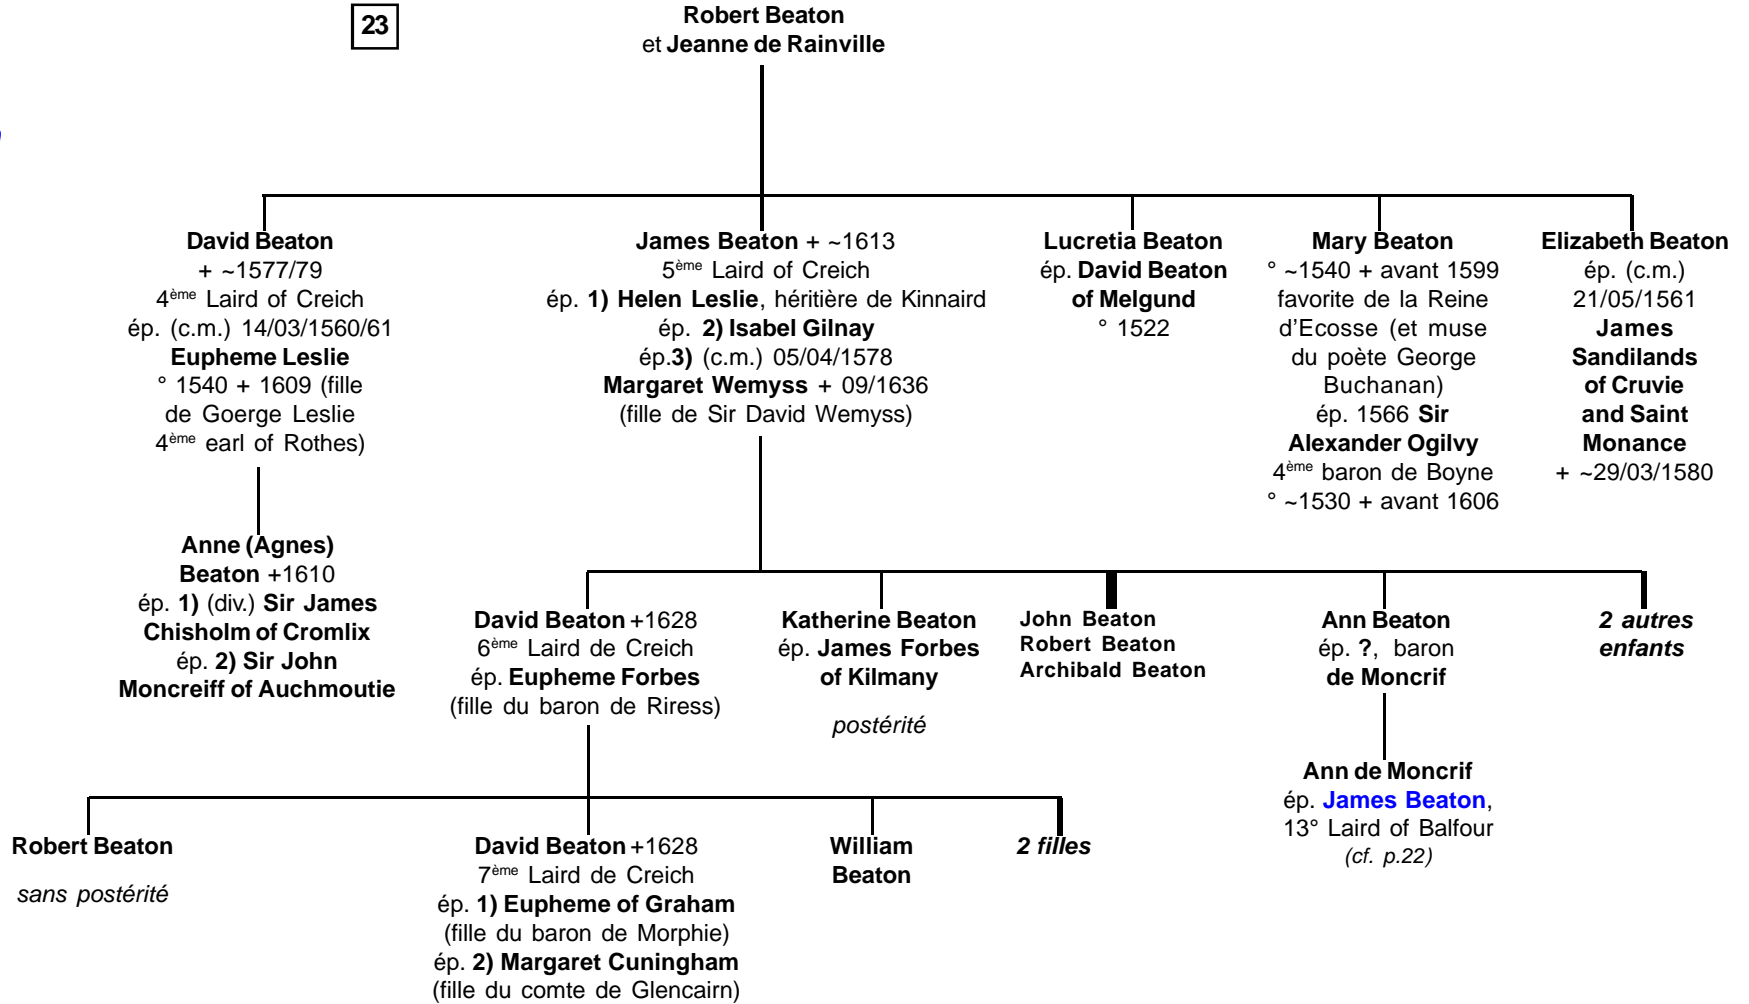 23
Robert Beaton
et Jeanne de Rainville
David Beaton
+ ~1577/79
4ème Laird of Creich
ép. (c.m.) 14/03/1560/61
Eupheme Leslie
° 1540 + 1609 (fille
de Goerge Leslie
4ème earl of Rothes)
James Beaton + ~1613
5ème Laird of Creich
ép. 1) Helen Leslie, héritière de Kinnaird
ép. 2) Isabel Gilnay
ép.3) (c.m.) 05/04/1578
Margaret Wemyss + 09/1636
(fille de Sir David Wemyss)
Lucretia Beaton
ép. David Beaton
of Melgund
° 1522
Mary Beaton
° ~1540 + avant 1599
favorite de la Reine
d'Ecosse (et muse
du poète George
Buchanan)
ép. 1566 Sir
Alexander Ogilvy
4ème baron de Boyne
° ~1530 + avant 1606
Elizabeth Beaton
ép. (c.m.)
21/05/1561
James
Sandilands
of Cruvie
and Saint
Monance
+ ~29/03/1580
Anne (Agnes)
Beaton +1610
ép. 1) (div.) Sir James
Chisholm of Cromlix
ép. 2) Sir John
Moncreiff of Auchmoutie
David Beaton +1628
6ème Laird de Creich
ép. Eupheme Forbes
(fille du baron de Riress)
Katherine Beaton
ép. James Forbes
of Kilmany
postérité
John Beaton
Robert Beaton
Archibald Beaton
Ann Beaton
ép. ?, baron
de Moncrif
2 autres
enfants
Ann de Moncrif
ép. James Beaton,
13° Laird of Balfour
(cf. p.22)
Robert Beaton
sans postérité
David Beaton +1628
7ème Laird de Creich
ép. 1) Eupheme of Graham
(fille du baron de Morphie)
ép. 2) Margaret Cuningham
(fille du comte de Glencairn)
William
Beaton
2 filles